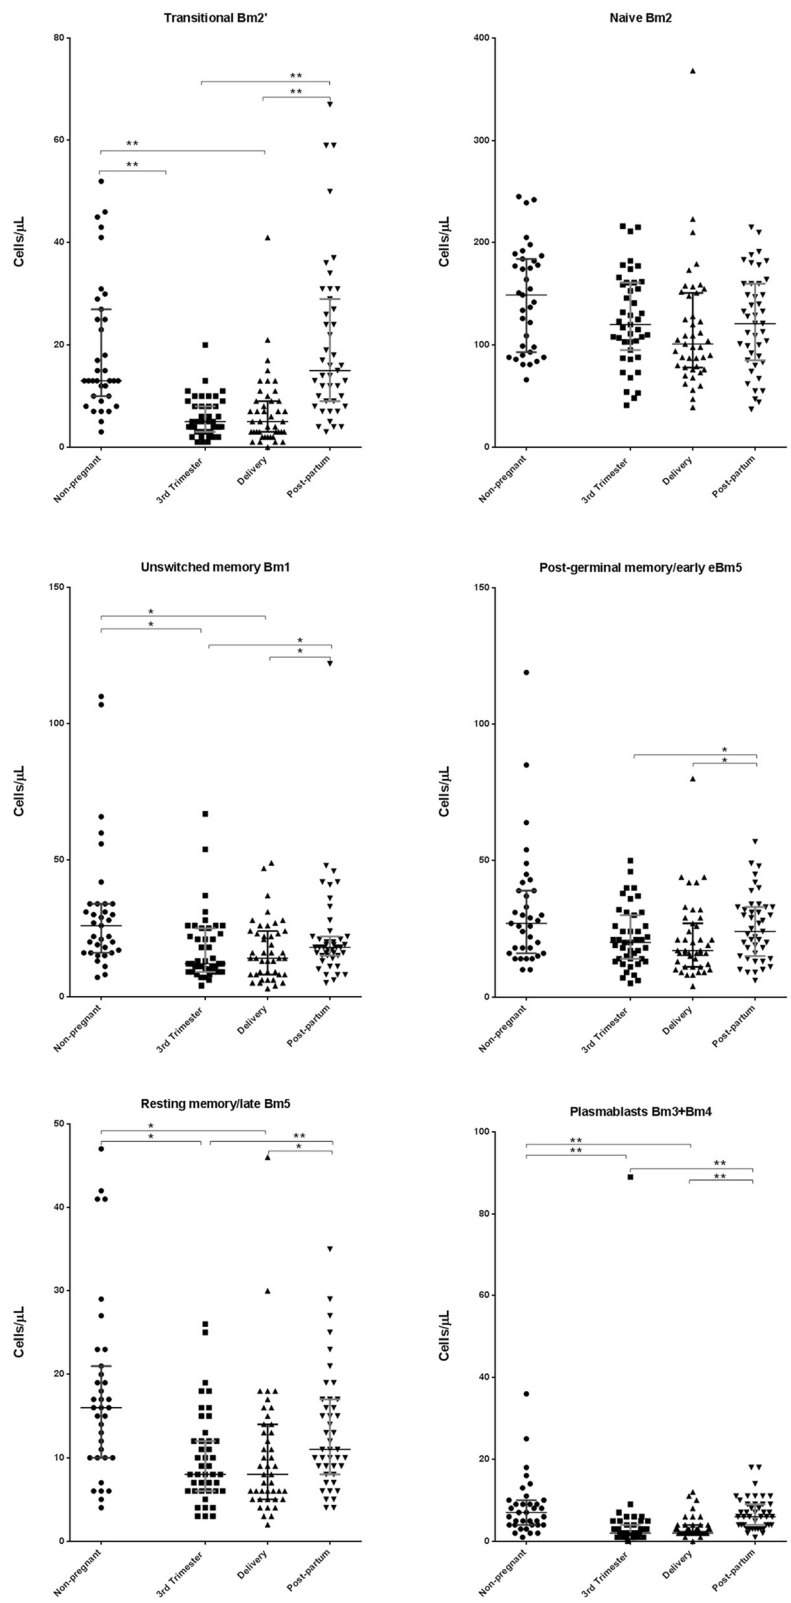 Transitional Bm2'
80
60
40
20
0
Cells/µL
**
**
**
**
Non-pregnant
3rd Trimester
Delivery
Post-partum
Naive Bm2
400
300
200
100
0
Cells/µL
Non-pregnant
3rd Trimester
Delivery
Post-partum
Unswitched memory Bm1
150
100
50
0
Cells/µL
*
*
*
*
Non-pregnant
3rd Trimester
Delivery
Post-partum
Post-germinal memory/early eBm5
150
100
50
0
Cells/µL
*
*
Non-pregnant
3rd Trimester
Delivery
Post-partum
Resting memory/late Bm5
50
40
30
20
10
0
Cells/µL
*
*
**
*
Non-pregnant
3rd Trimester
Delivery
Post-partum
Plasmablasts Bm3+Bm4
100
80
60
40
20
0
Cells/µL
**
**
**
**
Non-pregnant
3rd Trimester
Delivery
Post-partum